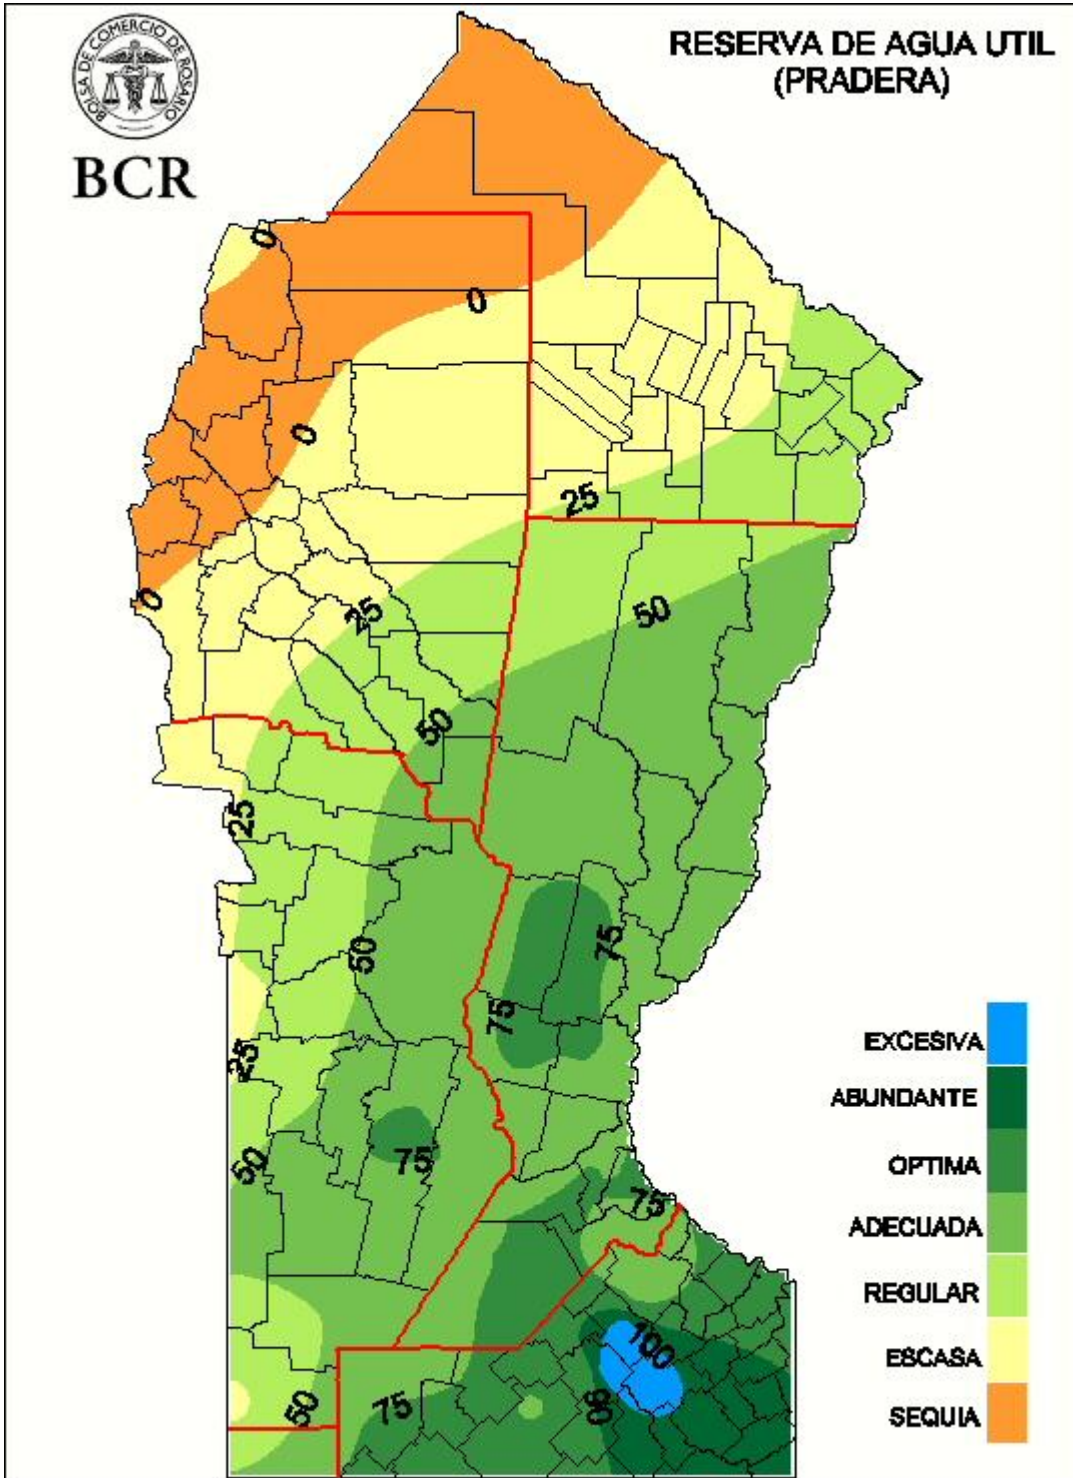 BOLSA DE COMERCIO DE ROSARIO
BCR
RESERVA DE AGUA UTIL
(PRADERA)
0
0
0
25
0
25
50
50
25
50
75
75
25
50
75
75
100
50
75
90
EXCESIVA
ABUNDANTE
OPTIMA
ADECUADA
REGULAR
ESCASA
SEQUIA